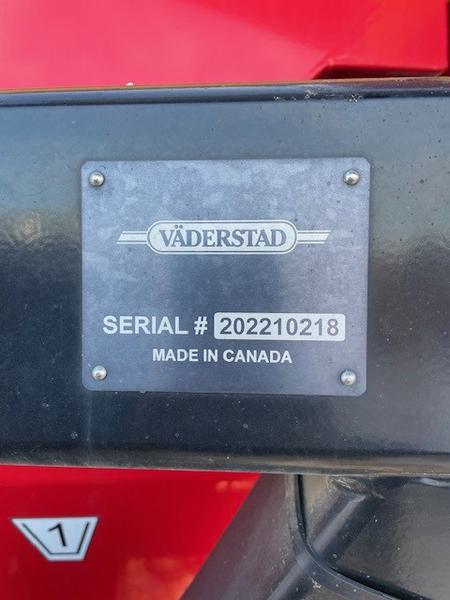 VÄDERSTAD
SERIAL # 202210218
MADE IN CANADA
1